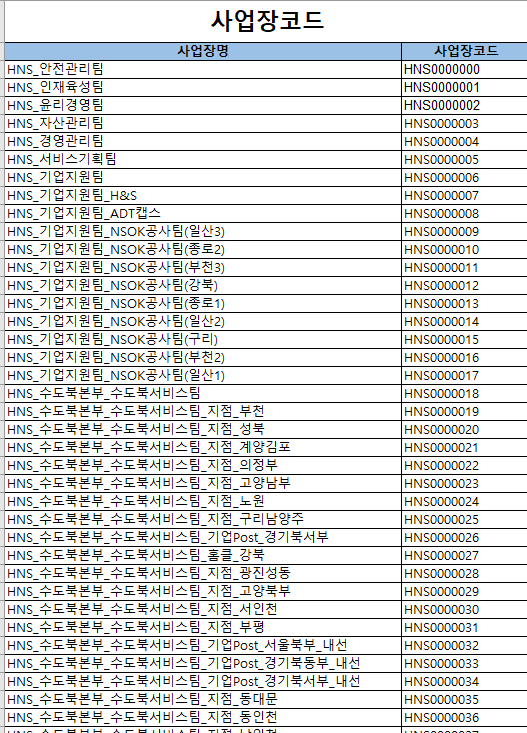 사업장코드
사업장명 사업장코드
HNS_안전관리팀 HNS0000000
HNS_인재육성팀 HNS0000001
HNS_윤리경영팀 HNS0000002
HNS_자산관리팀 HNS0000003
HNS_경영관리팀 HNS0000004
HNS_서비스기획팀 HNS0000005
HNS_기업지원팀 HNS0000006
HNS_기업지원팀_H&S HNS0000007
HNS_기업지원팀_ADT캡스 HNS0000008
HNS_기업지원팀_NSOK공사팀(일산3) HNS0000009
HNS_기업지원팀_NSOK공사팀(종로2) HNS0000010
HNS_기업지원팀_NSOK공사팀(부천3) HNS0000011
HNS_기업지원팀_NSOK공사팀(강북) HNS0000012
HNS_기업지원팀_NSOK공사팀(종로1) HNS0000013
HNS_기업지원팀_NSOK공사팀(일산2) HNS0000014
HNS_기업지원팀_NSOK공사팀(구리) HNS0000015
HNS_기업지원팀_NSOK공사팀(부천2) HNS0000016
HNS_기업지원팀_NSOK공사팀(일산1) HNS0000017
HNS_수도북본부_수도북서비스팀 HNS0000018
HNS_수도북본부_수도북서비스팀_지점_부천 HNS0000019
HNS_수도북본부_수도북서비스팀_지점_성북 HNS0000020
HNS_수도북본부_수도북서비스팀_지점_계양김포 HNS0000021
HNS_수도북본부_수도북서비스팀_지점_의정부 HNS0000022
HNS_수도북본부_수도북서비스팀_지점_고양남부 HNS0000023
HNS_수도북본부_수도북서비스팀_지점_노원 HNS0000024
HNS_수도북본부_수도북서비스팀_지점_구리남양주 HNS0000025
HNS_수도북본부_수도북서비스팀_기업Post_경기북서부 HNS0000026
HNS_수도북본부_수도북서비스팀_홈클_강북 HNS0000027
HNS_수도북본부_수도북서비스팀_지점_광진성동 HNS0000028
HNS_수도북본부_수도북서비스팀_지점_고양북부 HNS0000029
HNS_수도북본부_수도북서비스팀_지점_서인천 HNS0000030
HNS_수도북본부_수도북서비스팀_지점_부평 HNS0000031
HNS_수도북본부_수도북서비스팀_기업Post_서울북부_내선 HNS0000032
HNS_수도북본부_수도북서비스팀_기업Post_경기북동부_내선 HNS0000033
HNS_수도북본부_수도북서비스팀_기업Post_경기북서부_내선 HNS0000034
HNS_수도북본부_수도북서비스팀_지점_동대문 HNS0000035
HNS_수도북본부_수도북서비스팀_지점_동인천 HNS0000036